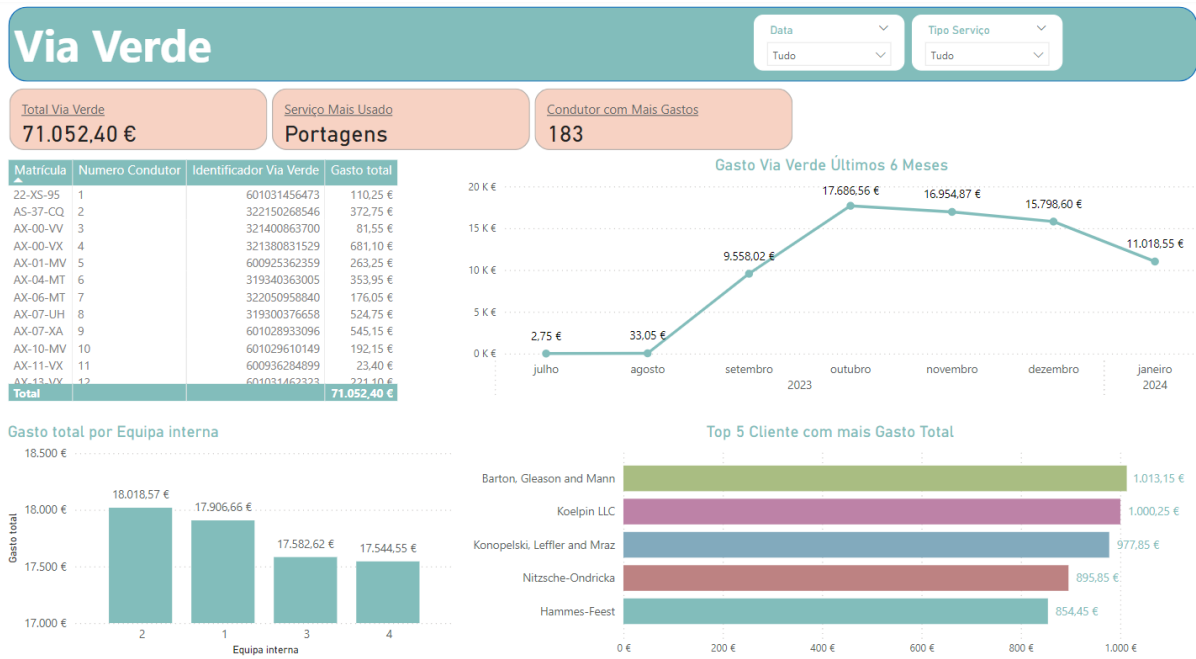 Via Verde
Data
Tudo
Tipo Serviço
Tudo
Total Via Verde
71.052,40 €
Serviço Mais Usado
Portagens
Condutor com Mais Gastos
183
Matrícula Numero Condutor Identificador Via Verde Gasto total
22-XS-95 1 601031456473 110,25 €
AS-37-CQ 2 322150268546 372,75 €
AX-00-VV 3 321400863700 81,55 €
AX-00-VX 4 321380831529 681,10 €
AX-01-MV 5 600925362359 263,25 €
AX-04-MT 6 319340363005 353,95 €
AX-06-MT 7 322050958840 176,05 €
AX-07-UH 8 319300376658 524,75 €
AX-07-XA 9 601028933096 545,15 €
AX-10-MV 10 601029610149 192,15 €
AX-11-VX 11 600936284899 23,40 €
AX-13-VX 12 601031462323 221,10 €
Total 71.052,40 €
Gasto Via Verde Últimos 6 Meses
20 K €
15 K €
10 K €
5 K €
0 K €
2,75 €
33,05 €
9.558,02 €
17.686,56 €
16.954,87 €
15.798,60 €
11.018,55 €
julho agosto setembro outubro novembro dezembro janeiro
2023 2024
Gasto total por Equipa interna
18.500 €
18.000 €
17.500 €
17.000 €
Gasto total
18.018,57 €
17.906,66 €
17.582,62 €
17.544,55 €
2 1 3 4
Equipa interna
Top 5 Cliente com mais Gasto Total
Barton, Gleason and Mann 1.013,15 €
Koelpin LLC 1.000,25 €
Konopelski, Leffler and Mraz 977,85 €
Nitzsche-Ondricka 895,85 €
Hammes-Feest 854,45 €
0 € 200 € 400 € 600 € 800 € 1.000 €